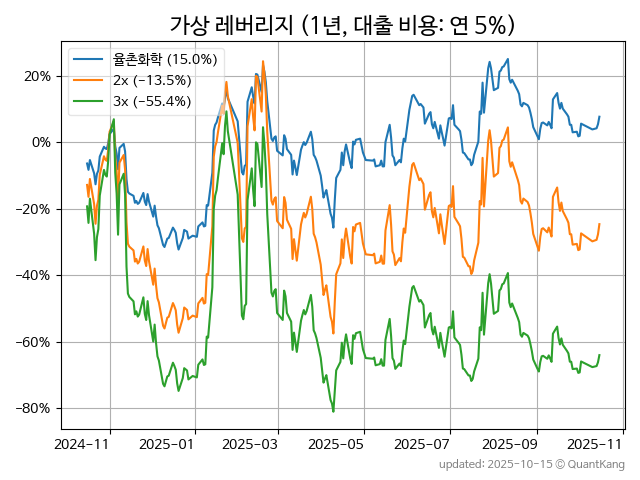 가상 레버리지 (1년, 대출 비용: 연 5%)
율촌화학 (15.0%)
2x (-13.5%)
3x (-55.4%)
20%
0%
-20%
-40%
-60%
-80%
2024-11 2025-01 2025-03 2025-05 2025-07 2025-09 2025-11
updated: 2025-10-15 © QuantKang